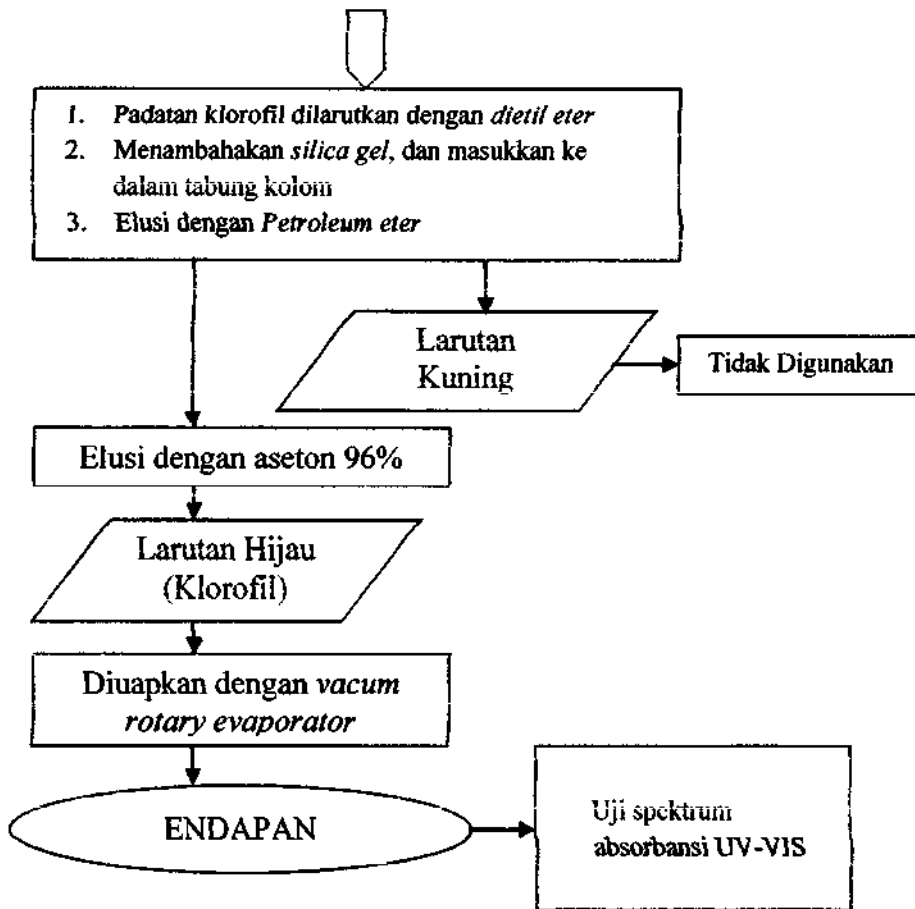 1. Padatan klorofil dilarutkan dengan dietil eter
2. Menambahakan silica gel, dan masukkan ke
dalam tabung kolom
3. Elusi dengan Petroleum eter
Larutan
Kuning
Tidak Digunakan
Elusi dengan aseton 96%
Larutan Hijau
(Klorofil)
Diuapkan dengan vacum
rotary evaporator
ENDAPAN
Uji spektrum
absorbansi UV-VIS